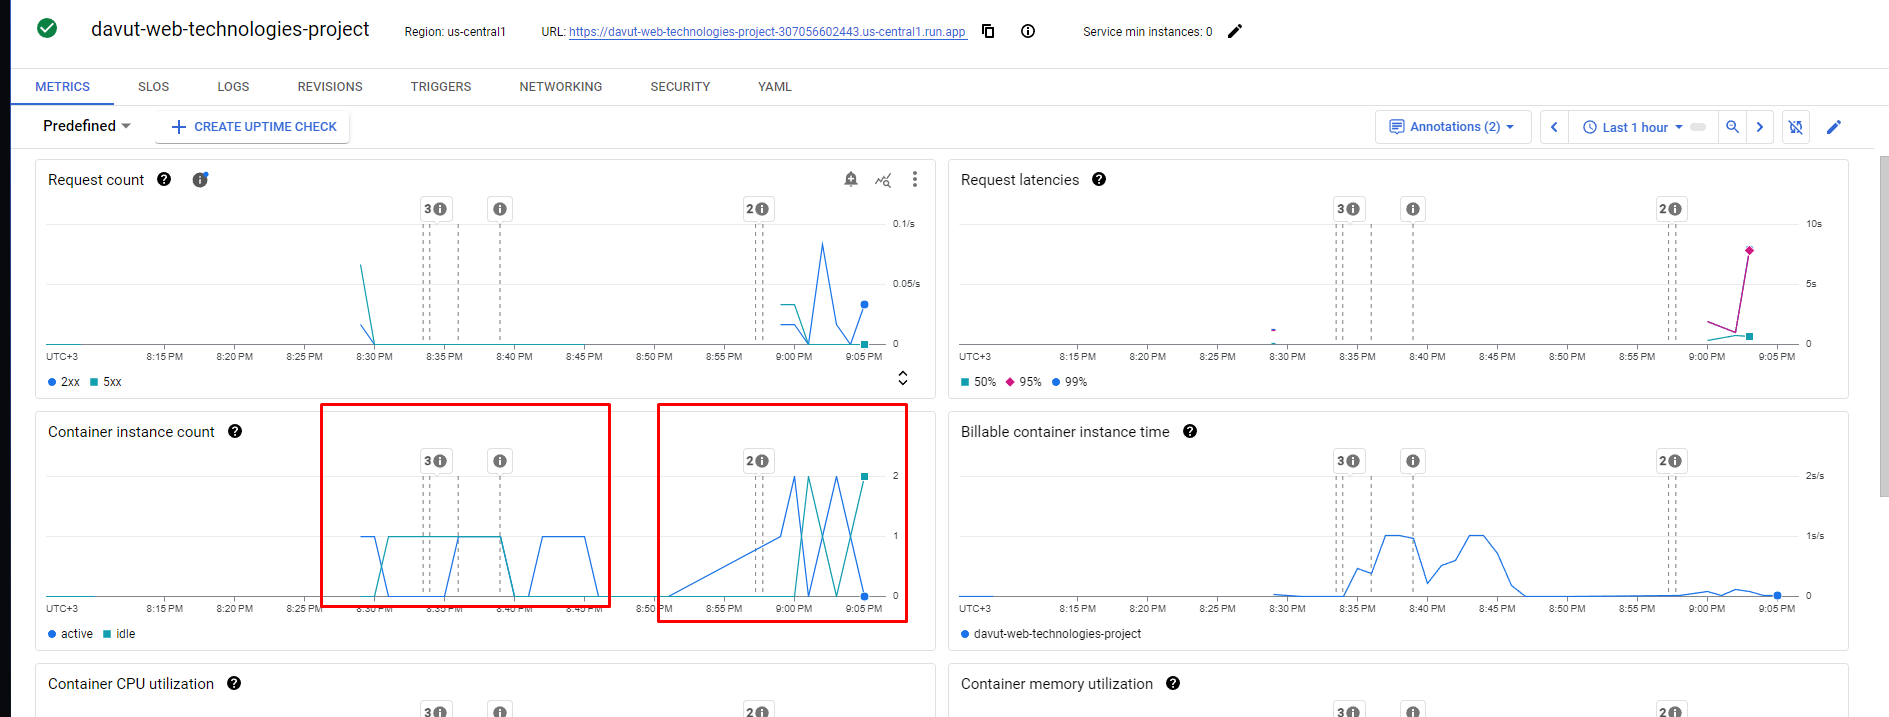 davut-web-technologies-project
Region: us-central1
URL: https://davut-web-technologies-project-307056602443.us-central1.run.app
Service min instances: 0
METRICS SLOS LOGS REVISIONS TRIGGERS NETWORKING SECURITY YAML
Predefined
CREATE UPTIME CHECK
Annotations (2)
Last 1 hour
Request count
3
2
0.1/s
0.05/s
0
UTC+3 8:15 PM 8:20 PM 8:25 PM 8:30 PM 8:35 PM 8:40 PM 8:45 PM 8:50 PM 8:55 PM 9:00 PM 9:05 PM
2xx 5xx
Request latencies
3
2
10s
5s
0
UTC+3 8:15 PM 8:20 PM 8:25 PM 8:30 PM 8:35 PM 8:40 PM 8:45 PM 8:50 PM 8:55 PM 9:00 PM 9:05 PM
50% 95% 99%
Container instance count
3
2
2
1
0
UTC+3 8:15 PM 8:20 PM 8:25 PM 8:30 PM 8:35 PM 8:40 PM 8:45 PM 8:50 PM 8:55 PM 9:00 PM 9:05 PM
active idle
Billable container instance time
3
2
2s/s
1s/s
0
UTC+3 8:15 PM 8:20 PM 8:25 PM 8:30 PM 8:35 PM 8:40 PM 8:45 PM 8:50 PM 8:55 PM 9:00 PM 9:05 PM
davut-web-technologies-project
Container CPU utilization
3
2
Container memory utilization
3
2